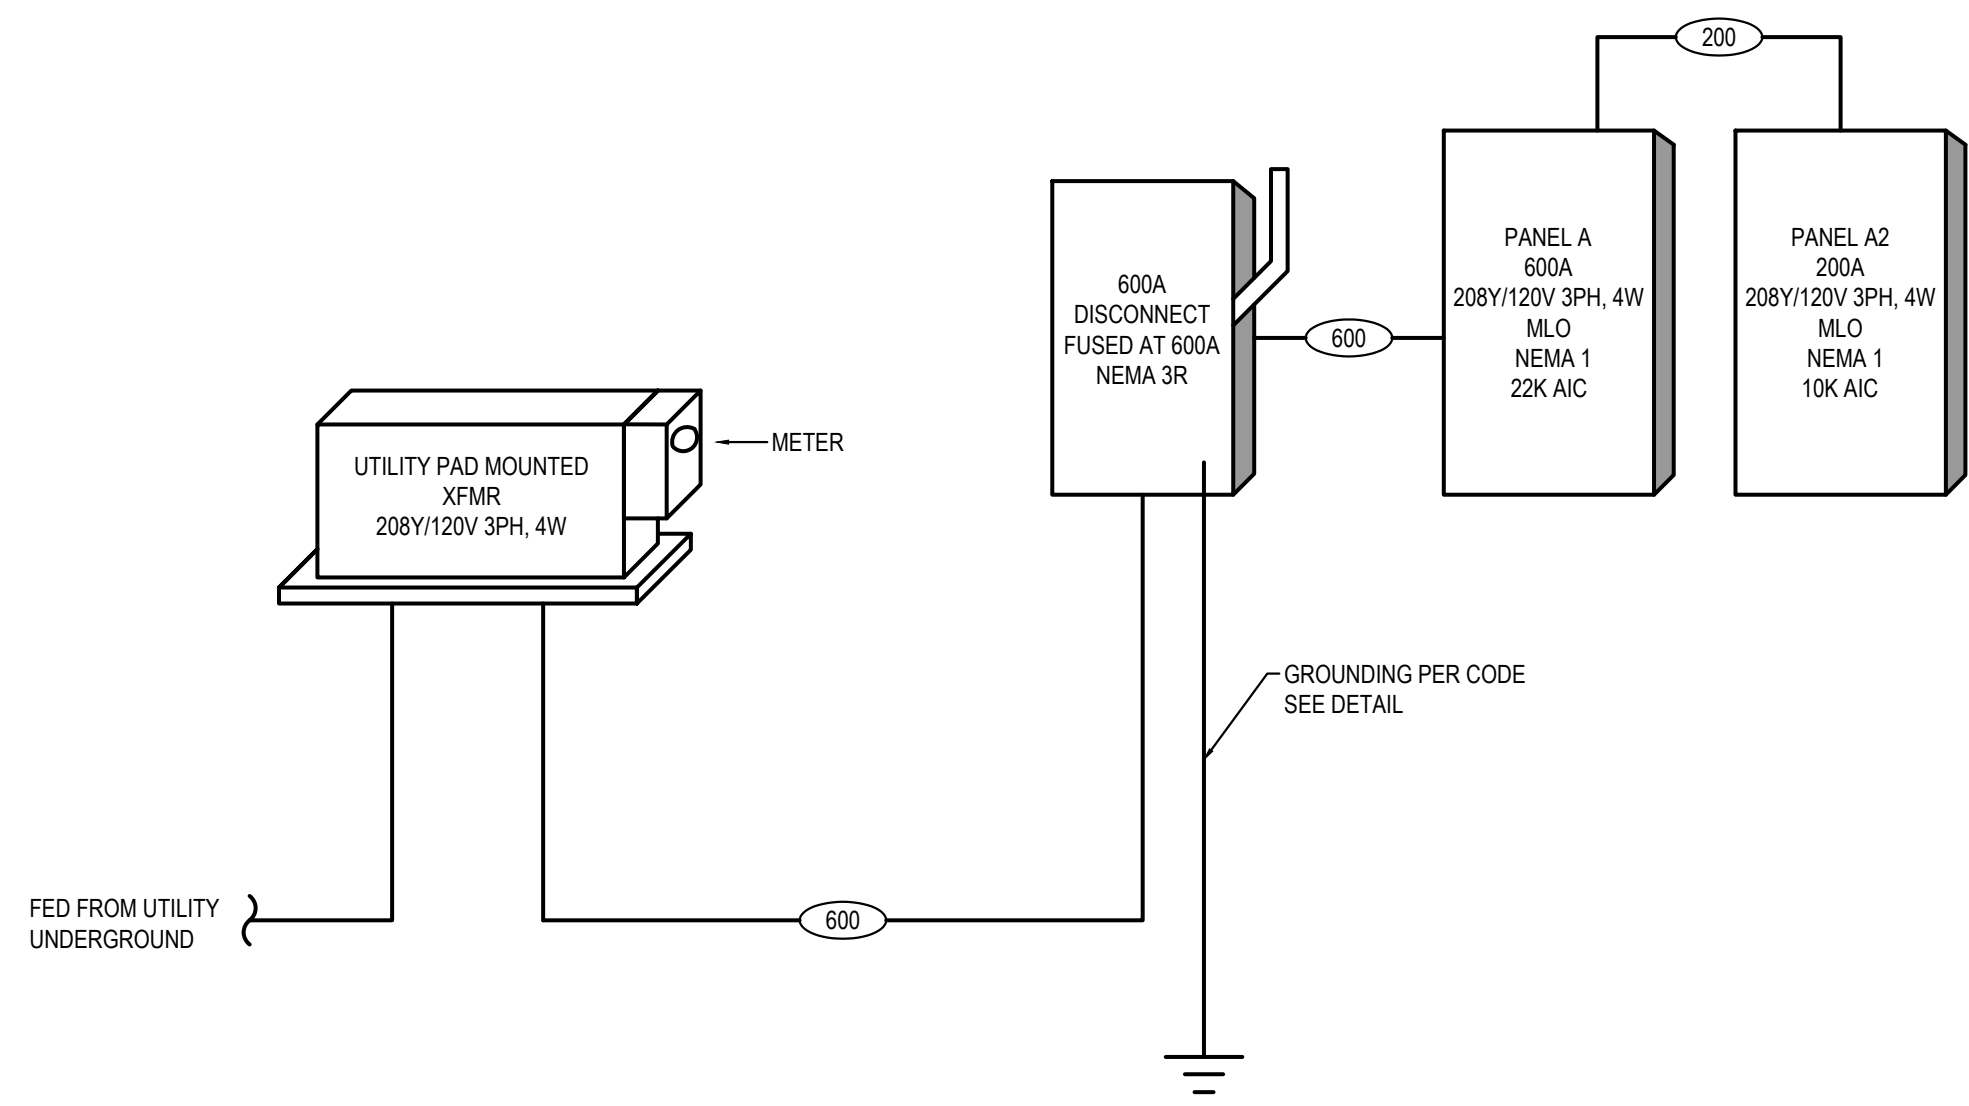 200
600A
DISCONNECT
FUSED AT 600A
NEMA 3R
600
PANEL A
600A
208Y/120V 3PH, 4W
MLO
NEMA 1
22K AIC
PANEL A2
200A
208Y/120V 3PH, 4W
MLO
NEMA 1
10K AIC
METER
UTILITY PAD MOUNTED
XFMR
208Y/120V 3PH, 4W
GROUNDING PER CODE
SEE DETAIL
FED FROM UTILITY
UNDERGROUND
600